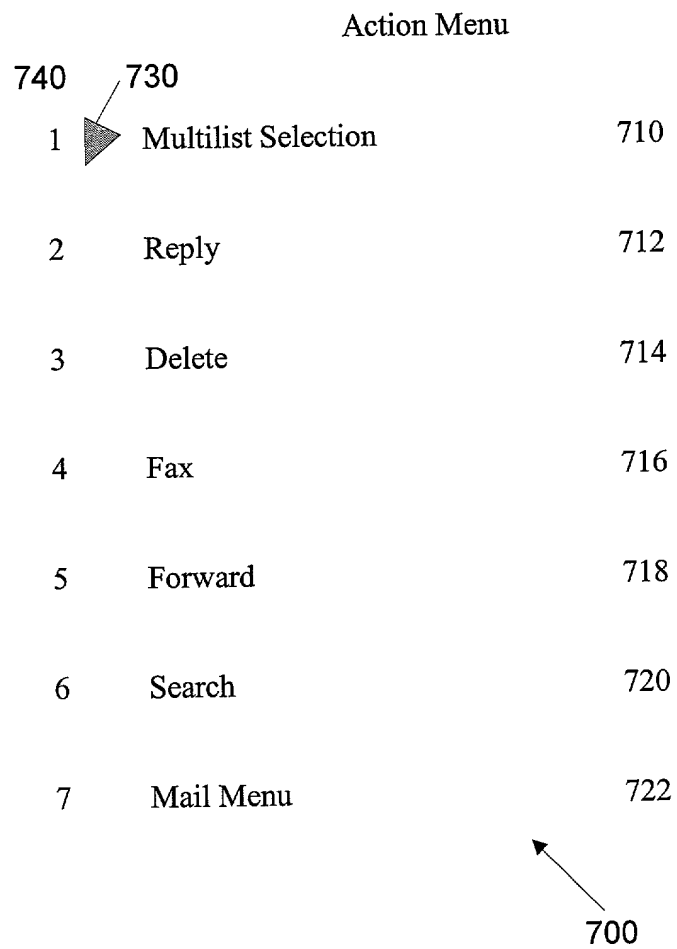 Action Menu
740 730
1 Multilist Selection 710
2 Reply 712
3 Delete 714
4 Fax 716
5 Forward 718
6 Search 720
7 Mail Menu 722
700